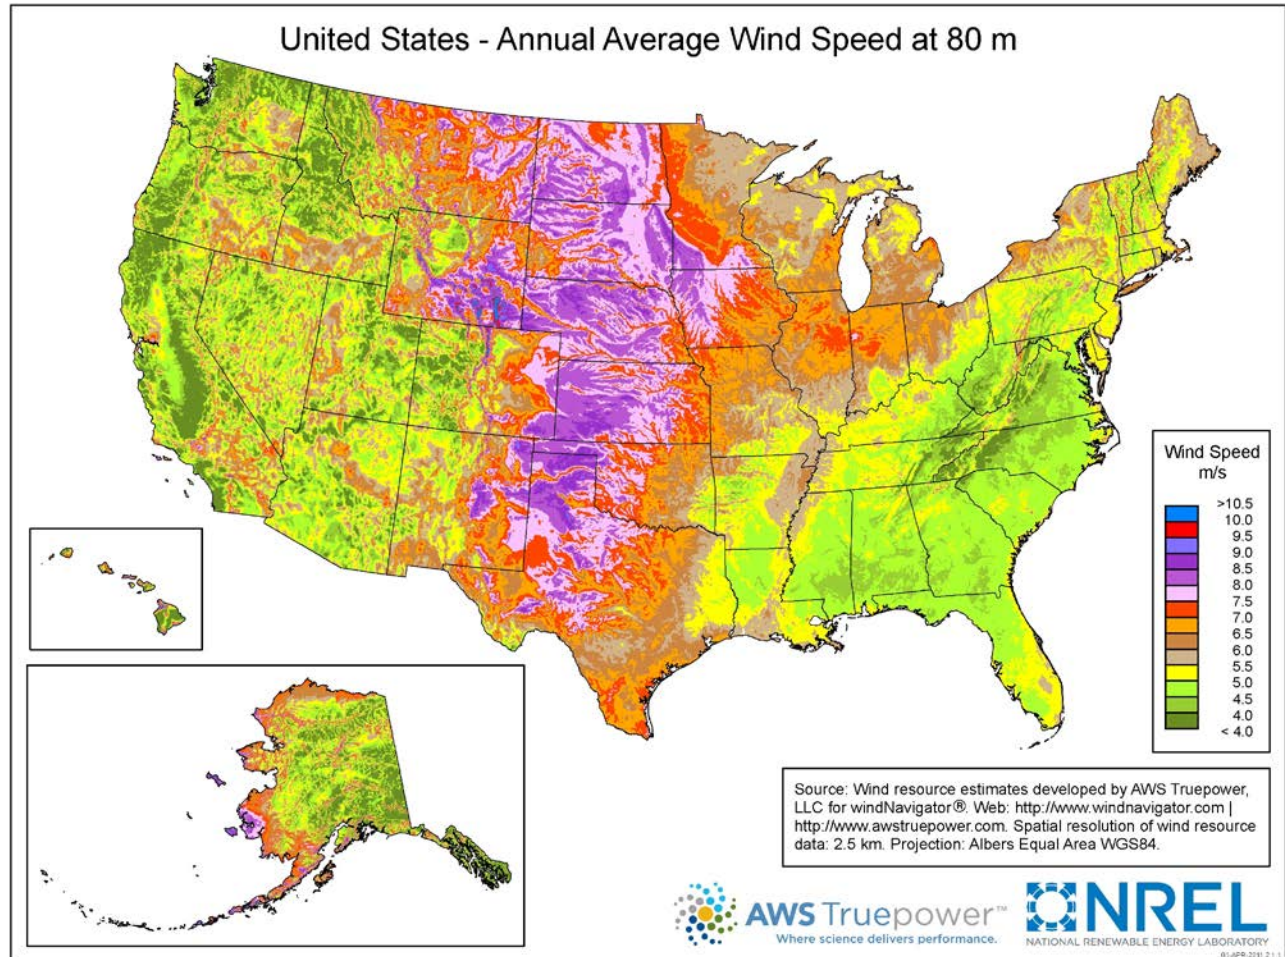 United States - Annual Average Wind Speed at 80 m
Wind Speed
m/s
>10.5
10.0
9.5
9.0
8.5
8.0
7.5
7.0
6.5
6.0
5.5
5.0
4.5
4.0
< 4.0
Source: Wind resource estimates developed by AWS Truepower,
LLC for windNavigator®. Web: http://www.windnavigator.com |
http://www.awstruepower.com. Spatial resolution of wind resource
data: 2.5 km. Projection: Albers Equal Area WGS84.
AWS Truepower™
Where science delivers performance.
NREL
NATIONAL RENEWABLE ENERGY LABORATORY